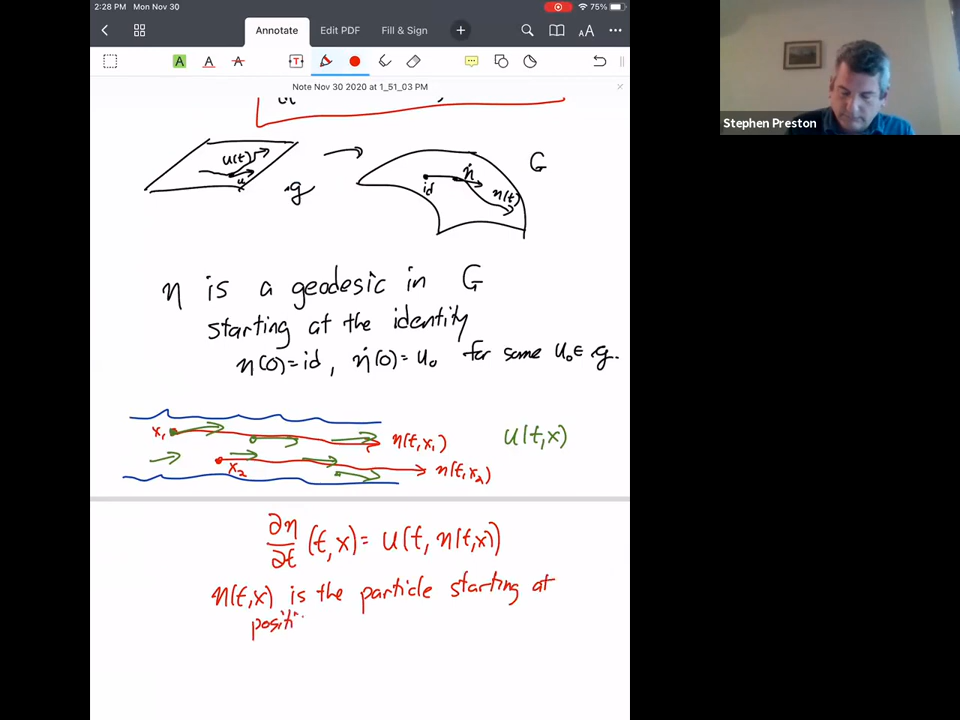 2:28 PM Mon Nov 30
75%
Annotate
Edit PDF
Fill & Sign
T
AA
A
A
A
Note Nov 30 2020 at 1_51_03 PM
Stephen Preston
u(t)
u
g
id
η̇
η(t)
G
η is a geodesic in G
starting at the identity
η(0)=id, η̇(0)= u₀ for some u₀∈ g.
x₁
η(t,x₁)
u(t,x)
x₂
η(t,x₂)
∂η/∂t (t,x)= u(t, η(t,x))
η(t,x) is the particle starting at
positi